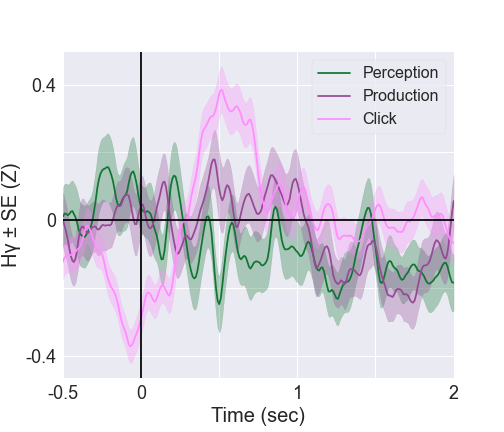 Perception
Production
Click
0.4
0
-0.4
Hγ ± SE (Z)
-0.5
0
1
2
Time (sec)